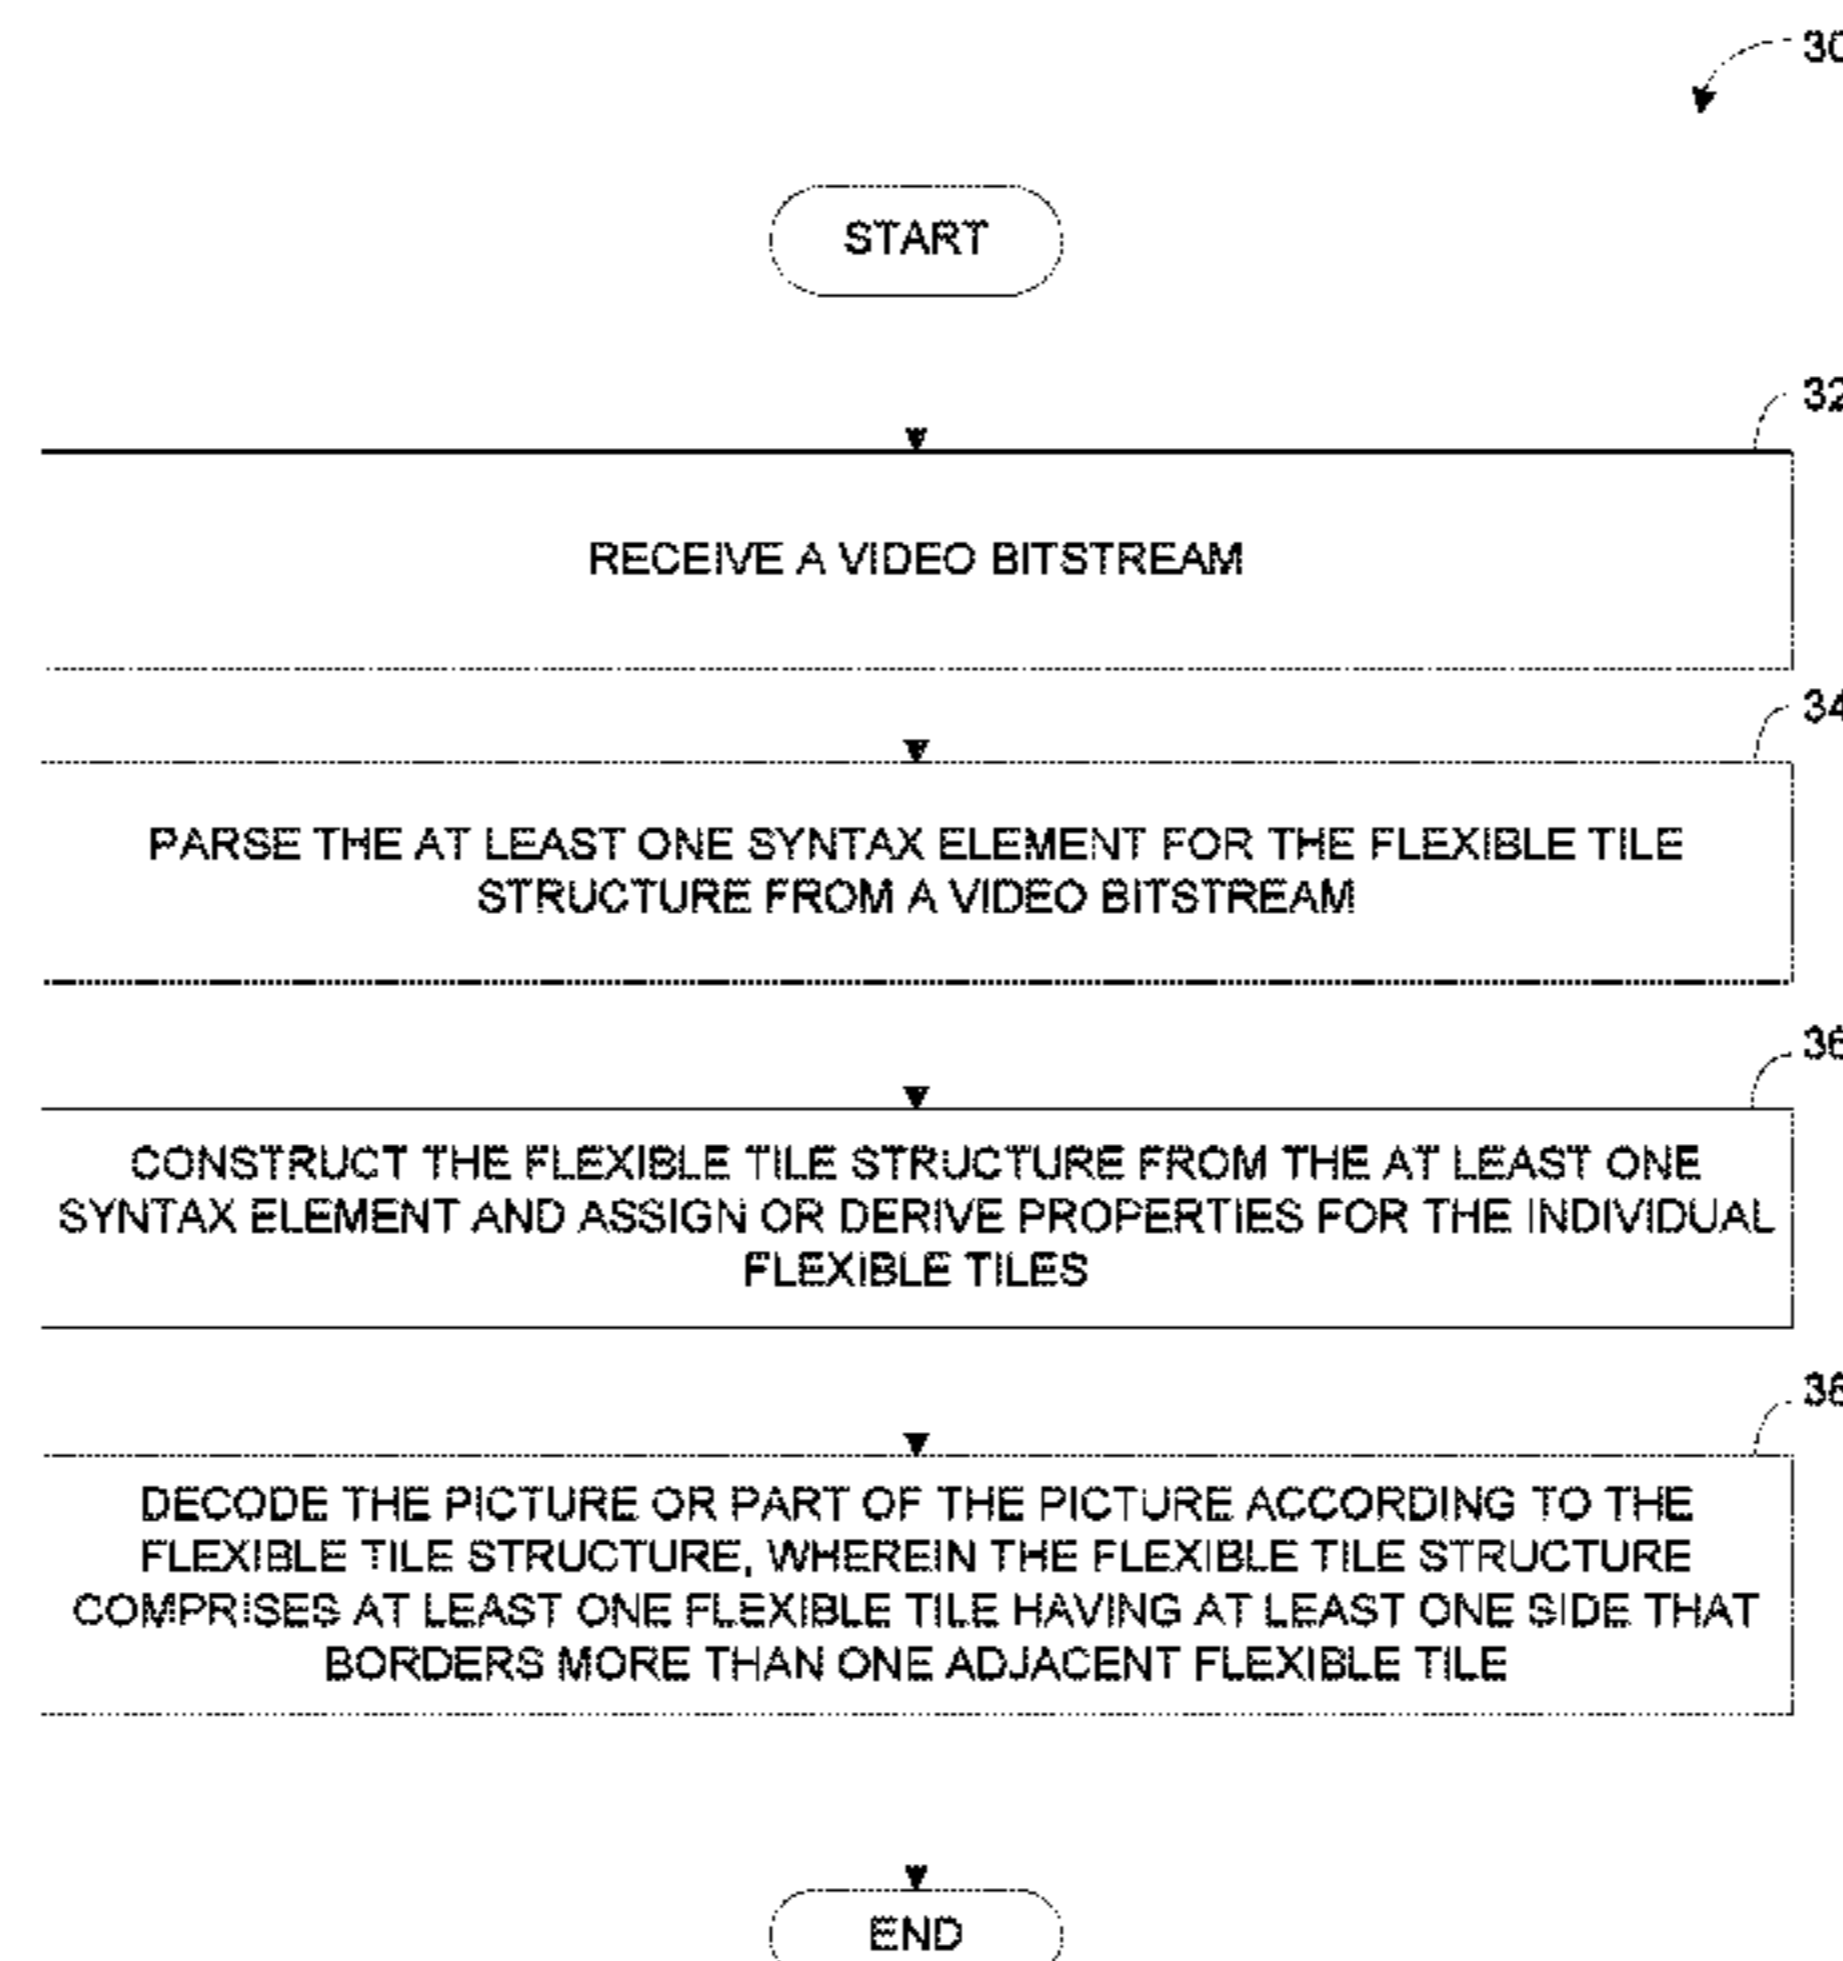 30
START
32
RECEIVE A VIDEO BITSTREAM
34
PARSE THE AT LEAST ONE SYNTAX ELEMENT FOR THE FLEXIBLE TILE
STRUCTURE FROM A VIDEO BITSTREAM
36
CONSTRUCT THE FLEXIBLE TILE STRUCTURE FROM THE AT LEAST ONE
SYNTAX ELEMENT AND ASSIGN OR DERIVE PROPERTIES FOR THE INDIVIDUAL
FLEXIBLE TILES
DECODE THE PICTURE OR PART OF THE PICTURE ACCORDING TO THE
FLEXIBLE TILE STRUCTURE, WHEREIN THE FLEXIBLE TILE STRUCTURE
COMPRISES AT LEAST ONE FLEXIBLE TILE HAVING AT LEAST ONE SIDE THAT
BORDERS MORE THAN ONE ADJACENT FLEXIBLE TILE
END